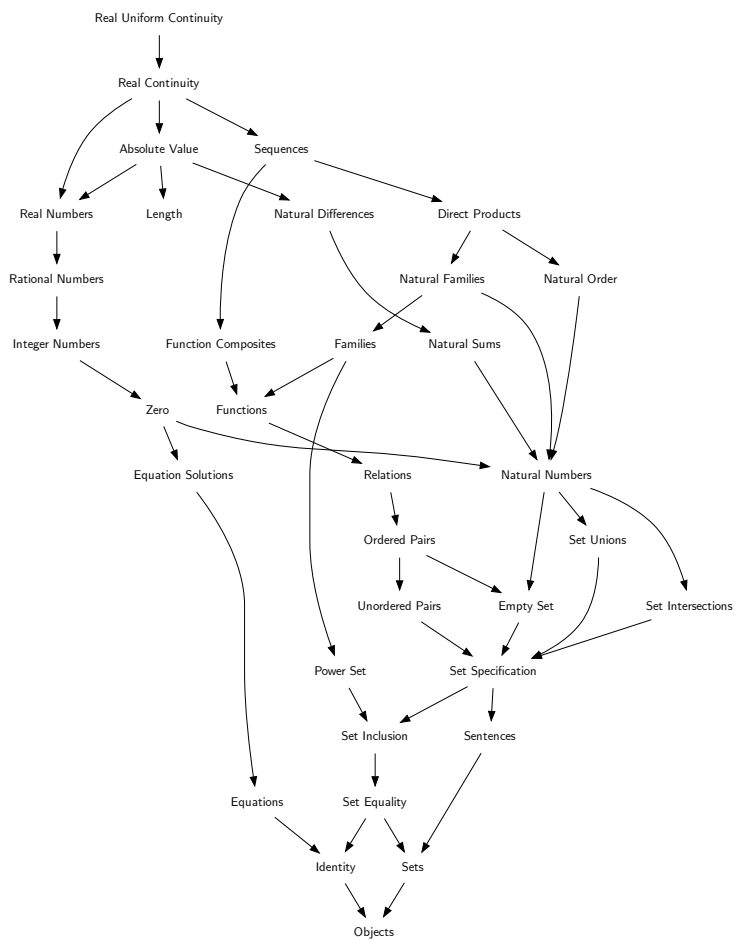 Real Uniform Continuity
Real Continuity
Absolute Value
Sequences
Real Numbers
Length
Natural Differences
Direct Products
Rational Numbers
Natural Families
Natural Order
Integer Numbers
Function Composites
Families
Natural Sums
Zero
Functions
Equation Solutions
Relations
Natural Numbers
Ordered Pairs
Set Unions
Unordered Pairs
Empty Set
Set Intersections
Power Set
Set Specification
Set Inclusion
Sentences
Equations
Set Equality
Identity
Sets
Objects